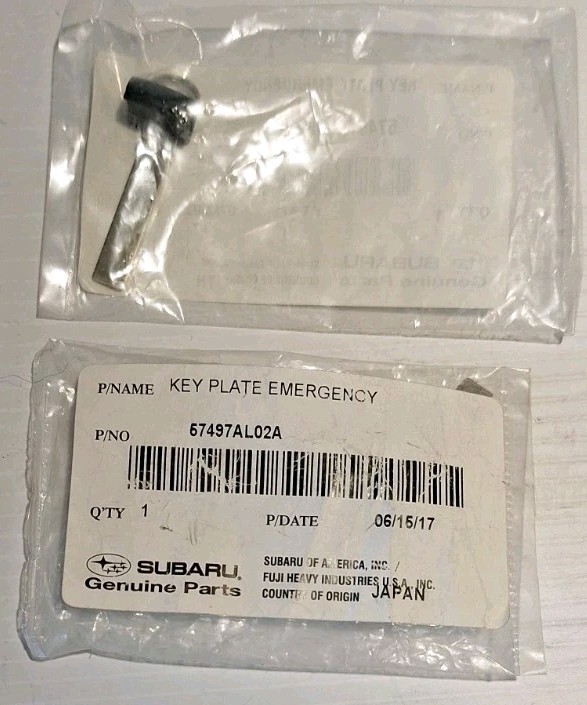 P/NAME KEY PLATE EMERGENCY
P/NO 57497AL02A
Q'TY 1 P/DATE 06/15/17
SUBARU®
Genuine Parts
SUBARU OF AMERICA, INC. /
FUJI HEAVY INDUSTRIES U.S.A., INC.
COUNTRY OF ORIGIN JAPAN